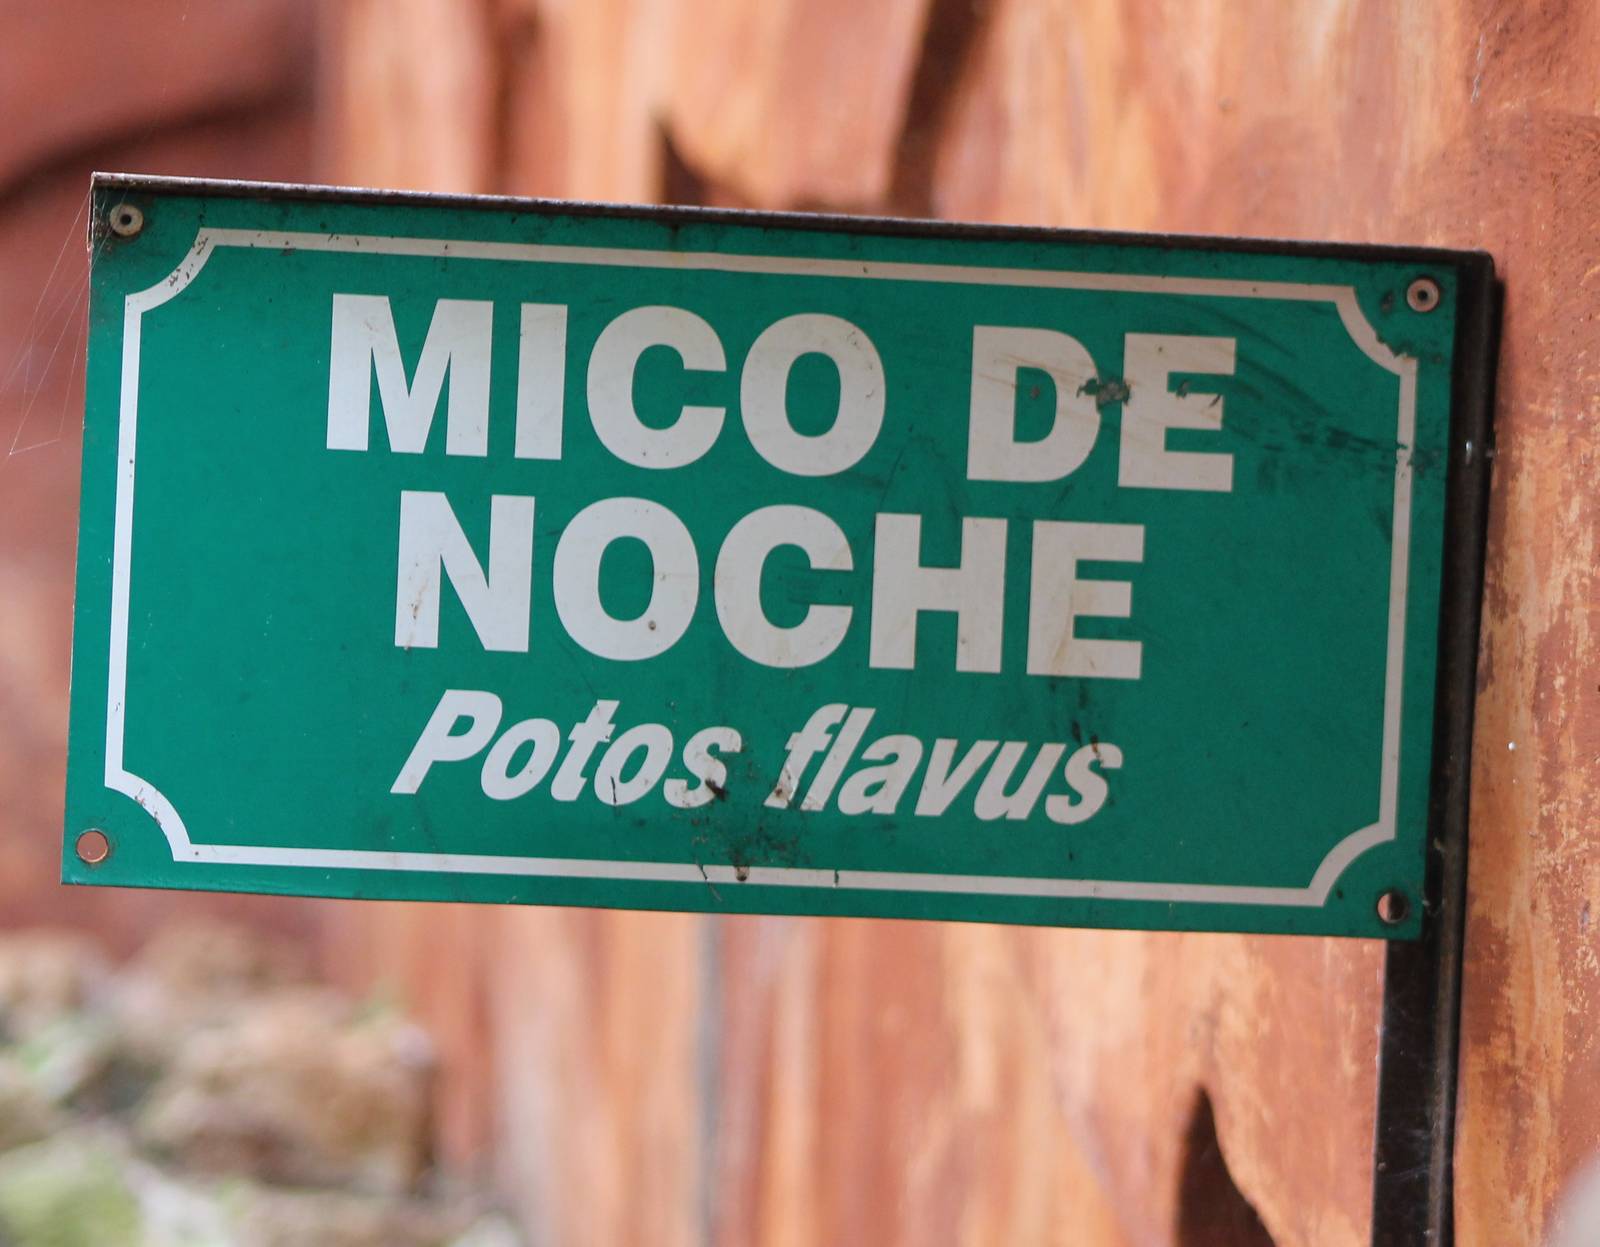 MICO DE
NOCHE
Potos flavus